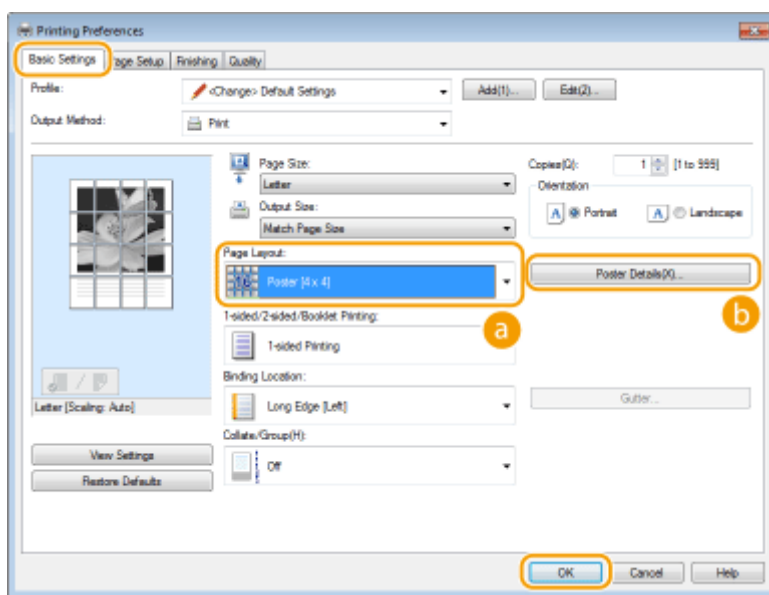 Printing Preferences
Basic Settings Page Setup Finishing Quality
Profile: <Change> Default Settings Add(1)... Edit(2)...
Output Method: Print
Page Size: Copies(Q): 1 [1 to 999]
Letter
Orientation
Output Size:
A Portrait A Landscape
Match Page Size
Page Layout:
16 Poster [4 x 4] Poster Details(X)...
a b
1-sided/2-sided/Booklet Printing:
1-sided Printing
Binding Location:
Letter [Scaling: Auto] Long Edge [Left] Gutter...
Collate/Group(H):
View Settings
Off
Restore Defaults
OK Cancel Help